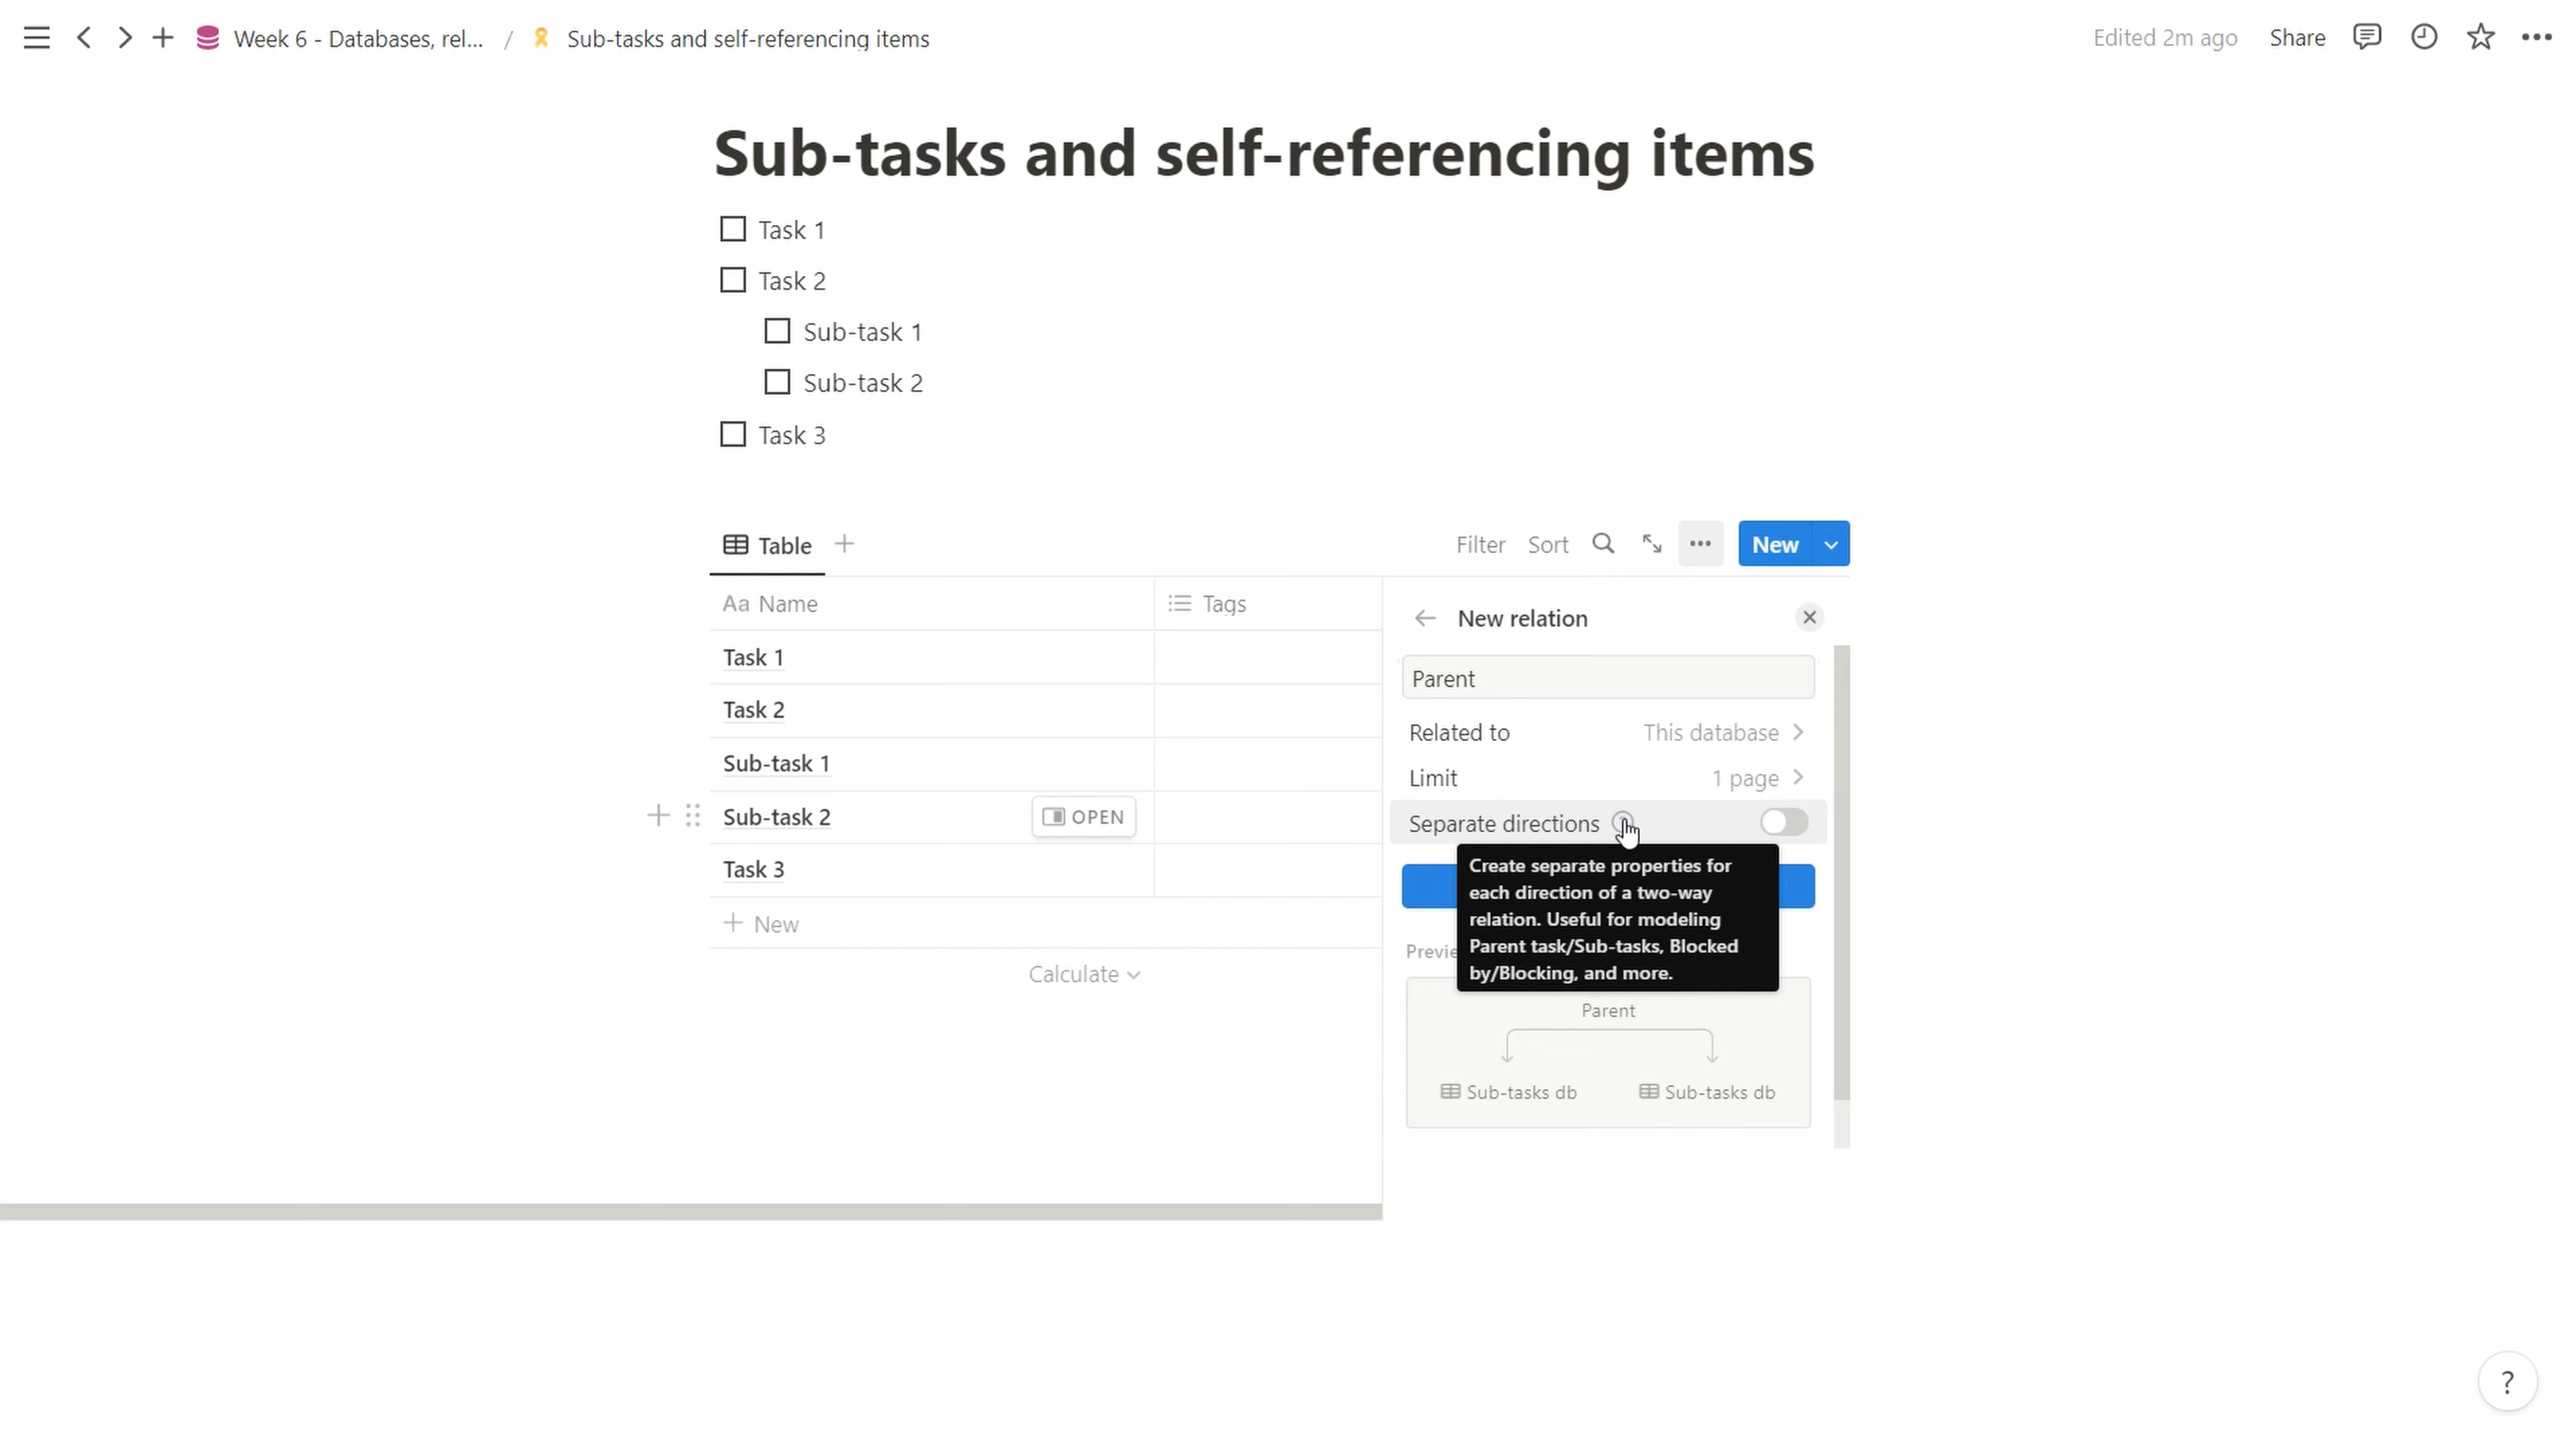 Week 6 - Databases, rel... / Sub-tasks and self-referencing items
Edited 2m ago Share
Sub-tasks and self-referencing items
Task 1
Task 2
Sub-task 1
Sub-task 2
Task 3
Table
Filter Sort New
Aa Name Tags
Task 1
Task 2
Sub-task 1
Sub-task 2 OPEN
Task 3
New
Calculate
New relation
Parent
Related to This database
Limit 1 page
Separate directions
Create separate properties for
each direction of a two-way
relation. Useful for modeling
Parent task/Sub-tasks, Blocked
by/Blocking, and more.
Parent
Sub-tasks db Sub-tasks db
?